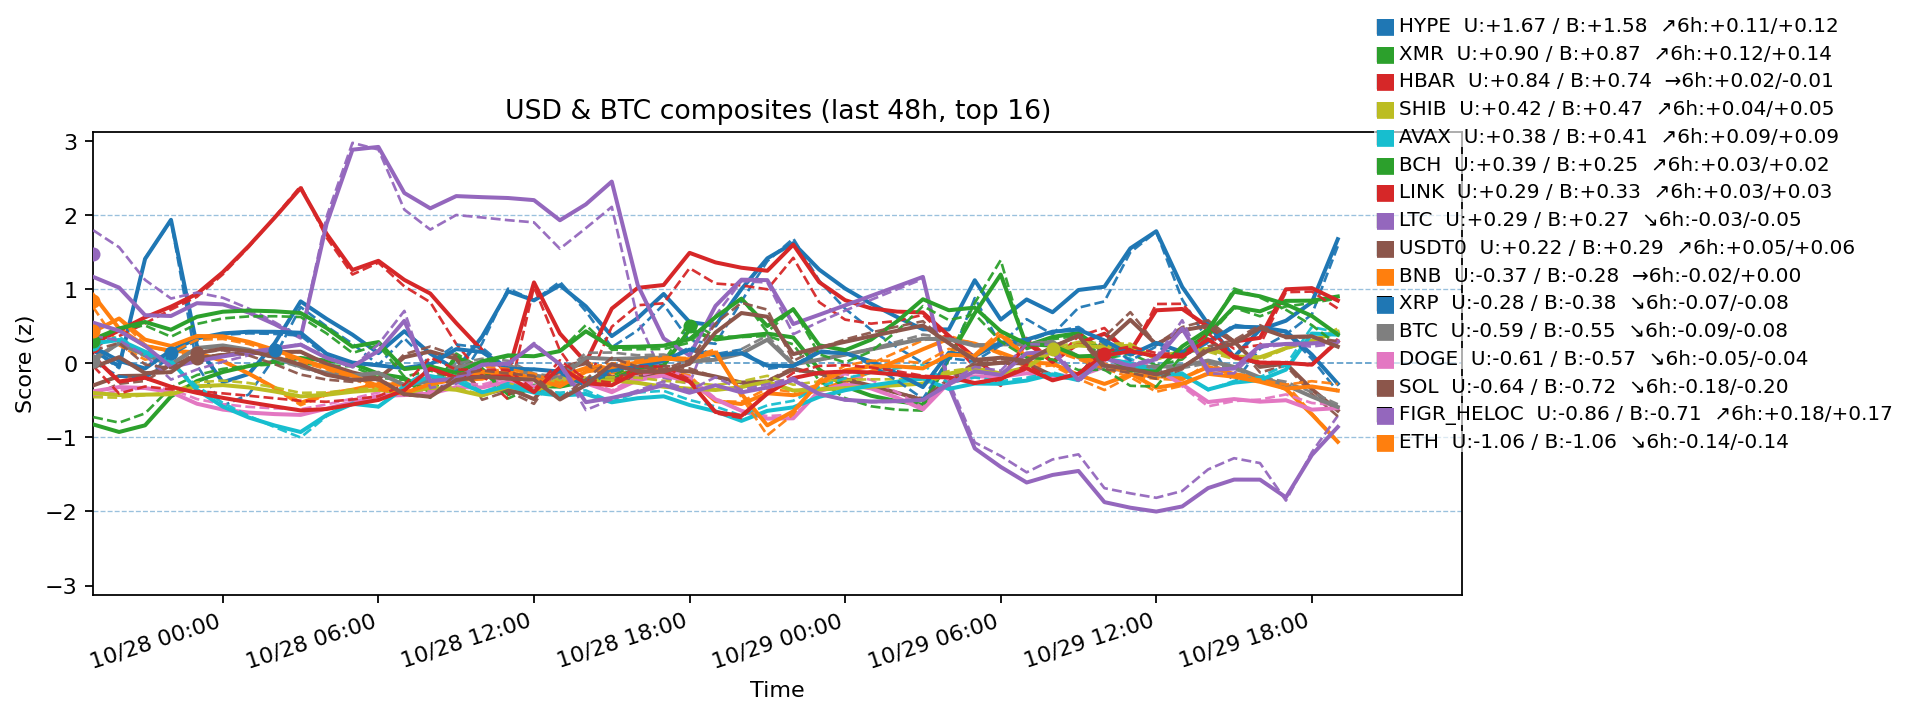 HYPE  U:+1.67 / B:+1.58  ↗6h:+0.11/+0.12
XMR  U:+0.90 / B:+0.87  ↗6h:+0.12/+0.14
HBAR  U:+0.84 / B:+0.74  →6h:+0.02/-0.01
SHIB  U:+0.42 / B:+0.47  ↗6h:+0.04/+0.05
AVAX  U:+0.38 / B:+0.41  ↗6h:+0.09/+0.09
BCH  U:+0.39 / B:+0.25  ↗6h:+0.03/+0.02
LINK  U:+0.29 / B:+0.33  ↗6h:+0.03/+0.03
LTC  U:+0.29 / B:+0.27  ↘6h:-0.03/-0.05
USDT0  U:+0.22 / B:+0.29  ↗6h:+0.05/+0.06
BNB  U:-0.37 / B:-0.28  →6h:-0.02/+0.00
XRP  U:-0.28 / B:-0.38  ↘6h:-0.07/-0.08
BTC  U:-0.59 / B:-0.55  ↘6h:-0.09/-0.08
DOGE  U:-0.61 / B:-0.57  ↘6h:-0.05/-0.04
SOL  U:-0.64 / B:-0.72  ↘6h:-0.18/-0.20
FIGR_HELOC  U:-0.86 / B:-0.71  ↗6h:+0.18/+0.17
ETH  U:-1.06 / B:-1.06  ↘6h:-0.14/-0.14
USD & BTC composites (last 48h, top 16)
Score (z)
3
2
1
0
−1
−2
−3
10/28 00:00
10/28 06:00
10/28 12:00
10/28 18:00
10/29 00:00
10/29 06:00
10/29 12:00
10/29 18:00
Time